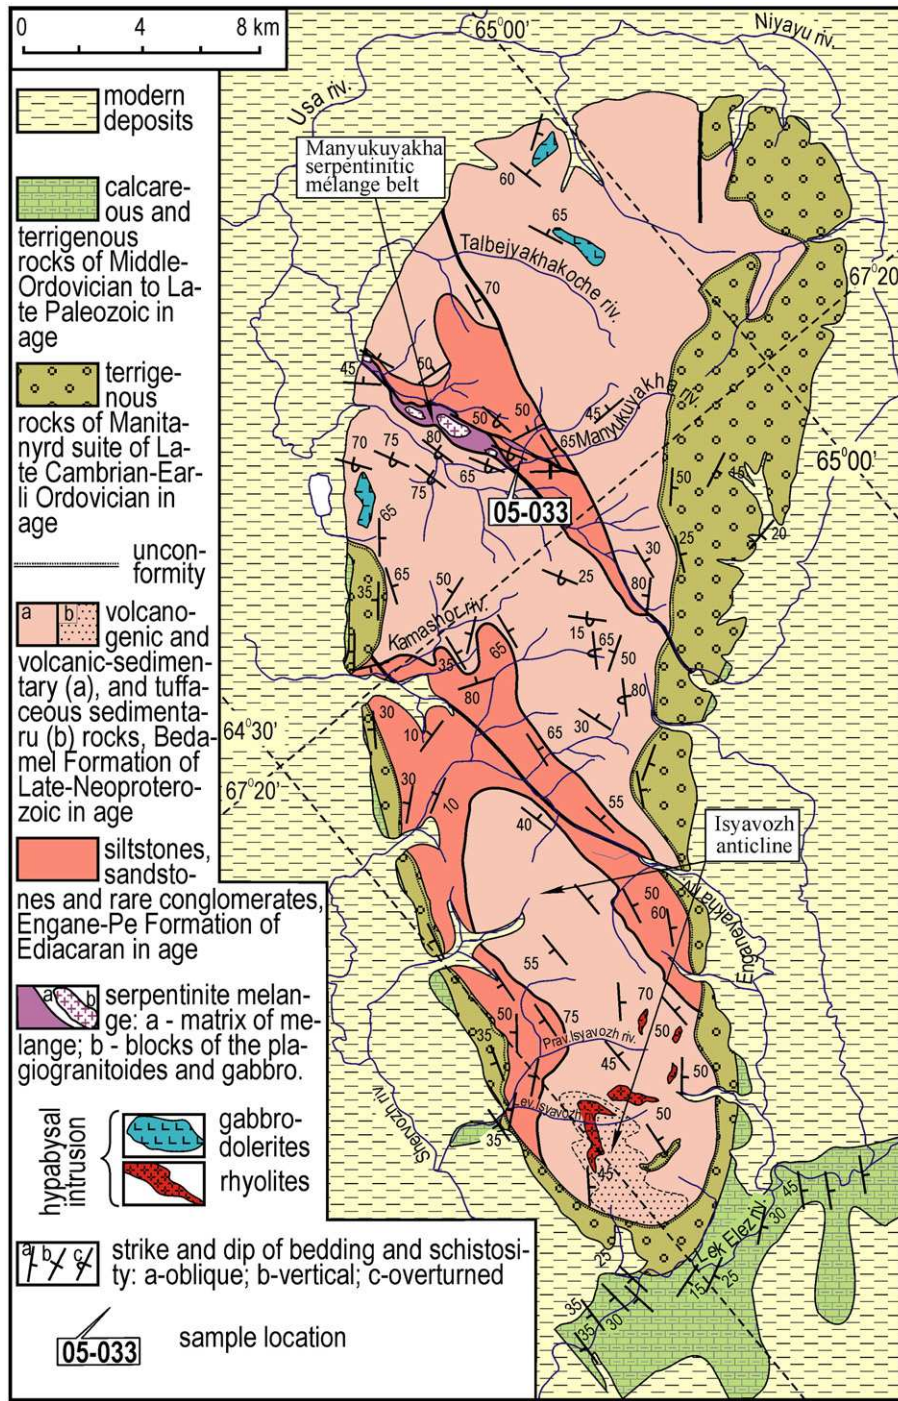 0 4 8 km
modern
deposits
calcare-
ous and
terrigenous
rocks of Middle-
Ordovician to La-
te Paleozoic in
age
terrige-
nous
rocks of Manita-
nyrd suite of La-
te Cambrian-Ear-
li Ordovician in
age
uncon-
formity
a b
volcano-
genic and
volcanic-sedimen-
tary (a), and tuffa-
ceous sedimenta-
ru (b) rocks, Beda-
mel Formation of
Late-Neoprotero-
zoic in age
siltstones,
sandsto-
nes and rare conglomerates,
Engane-Pe Formation of
Ediacaran in age
a b
serpentinite melan-
ge: a - matrix of me-
lange; b - blocks of the pla-
giogranitoides and gabbro.
hypabysal
intrusion
gabbro-
dolerites
rhyolites
a b c
strike and dip of bedding and schistosi-
ty: a-oblique; b-vertical; c-overturned
05-033
sample location
65°00'
Niyayu riv.
Usa riv.
Manyukuyakha
serpentinitic
mélange belt
60
65
Talbejyakhakoche riv.
67°20'
70
45
50
45
Manyukuyakha riv.
50
50
65
70
75
80
65
75
05-033
65°00'
50
15
20
25
65
30
80
25
50
65
35
Kamashor riv.
15
65
50
35
65
80
80
30
64°30'
67°20'
30
10
65
30
10
55
40
Isyavozh
anticline
50
60
Enganeyakha riv.
55
70
50
75
50
Prav.Isyavozh riv.
45
50
35
Lev.Isyavozh riv.
50
35
45
Shervozh riv.
25
Lek Elez riv.
45
30
15
25
35
35
30